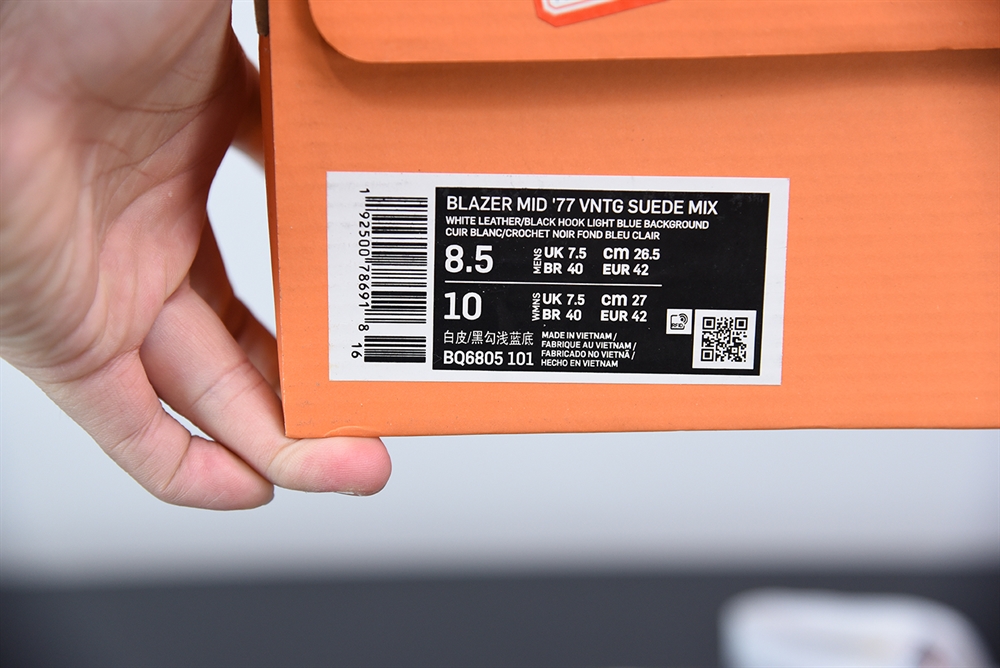 BLAZER MID '77 VNTG SUEDE MIX
WHITE LEATHER/BLACK HOOK LIGHT BLUE BACKGROUND
CUIR BLANC/CROCHET NOIR FOND BLEU CLAIR
8.5 MENS UK 7.5 cm 26.5
BR 40 EUR 42
10 WMNS UK 7.5 cm 27
BR 40 EUR 42
白皮/黑勾浅蓝底
BQ6805 101
MADE IN VIETNAM /
FABRIQUE AU VIETNAM /
FABRICADO NO VIETNÃ /
HECHO EN VIETNAM
RFID
1 92500 78691 8 16